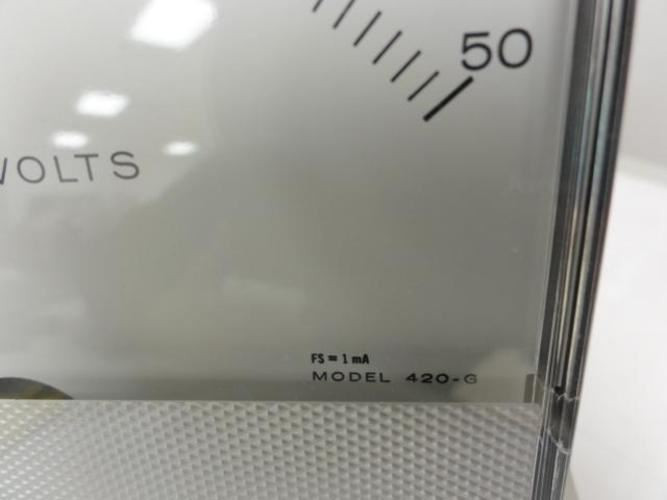 50
VOLTS
FS = 1 mA
MODEL 420-G